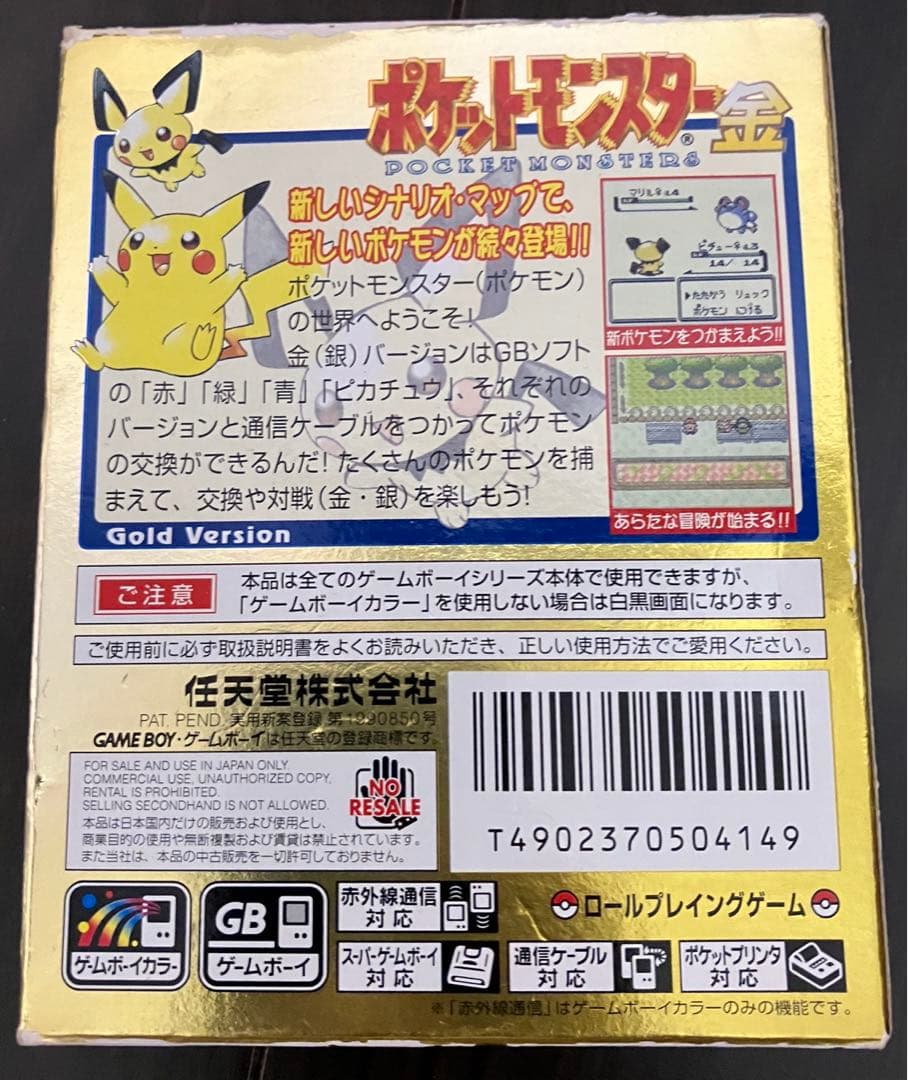 ポケットモンスター金
POCKET MONSTERS
新しいシナリオ・マップで、
新しいポケモンが続々登場!!
ポケットモンスター(ポケモン)
の世界へようこそ!
金(銀)バージョンはGBソフト
の「赤」「緑」「青」「ピカチュウ」、それぞれの
バージョンと通信ケーブルをつかってポケモン
の交換ができるんだ!たくさんのポケモンを捕
まえて、交換や対戦(金・銀)を楽しもう!
Gold Version
マリル♀
ピチュー♀
14/ 14
▶たたかう リュック
ポケモン にげる
新ポケモンをつかまえよう!!
あらたな冒険が始まる!!
ご注意
本品は全てのゲームボーイシリーズ本体で使用できますが、
「ゲームボーイカラー」を使用しない場合は白黒画面になります。
ご使用前に必ず取扱説明書をよくお読みいただき、正しい使用方法でご愛用ください。
任天堂株式会社
PAT. PEND. 実用新案登録 第1990850号
GAME BOY・ゲームボーイは任天堂の登録商標です
FOR SALE AND USE IN JAPAN ONLY.
COMMERCIAL USE, UNAUTHORIZED COPY,
RENTAL IS PROHIBITED.
SELLING SECONDHAND IS NOT ALLOWED.
本品は日本国内だけの販売および使用とし、
商業目的の使用や無断複製および賃貸は禁止されています。
また当社は、本品の中古販売を一切許可しておりません。
NO
RESALE
T4902370504149
ゲームボーイカラー
GB
ゲームボーイ
赤外線通信
対応
ロールプレイングゲーム
スーパーゲームボーイ
対応
通信ケーブル
対応
ポケットプリンタ
対応
※「赤外線通信」はゲームボーイカラーのみの機能です。